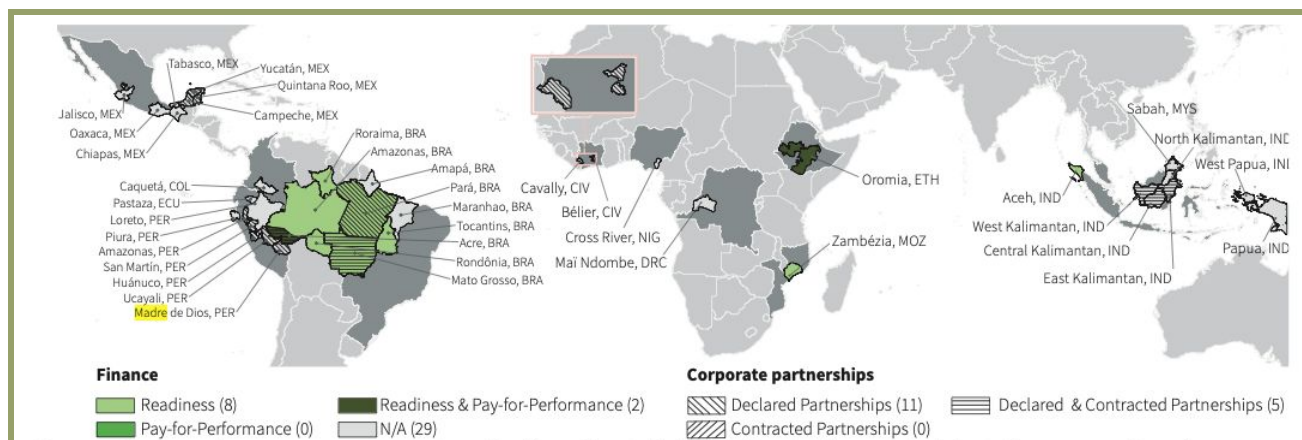 Tabasco, MEX
Yucatán, MEX
Quintana Roo, MEX
Jalisco, MEX
Campeche, MEX
Oaxaca, MEX
Chiapas, MEX
Roraima, BRA
Amazonas, BRA
Amapá, BRA
Caquetá, COL
Pará, BRA
Pastaza, ECU
Maranhao, BRA
Loreto, PER
Tocantins, BRA
Piura, PER
Acre, BRA
Amazonas, PER
Rondônia, BRA
San Martín, PER
Mato Grosso, BRA
Huánuco, PER
Ucayali, PER
Madre de Dios, PER
Cavally, CIV
Bélier, CIV
Cross River, NIG
Maï Ndombe, DRC
Oromia, ETH
Zambézia, MOZ
Sabah, MYS
North Kalimantan, IND
West Papua, IND
Aceh, IND
West Kalimantan, IND
Central Kalimantan, IND
East Kalimantan, IND
Papua, IND
Finance
Readiness (8)
Readiness & Pay-for-Performance (2)
Pay-for-Performance (0)
N/A (29)
Corporate partnerships
Declared Partnerships (11)
Declared & Contracted Partnerships (5)
Contracted Partnerships (0)